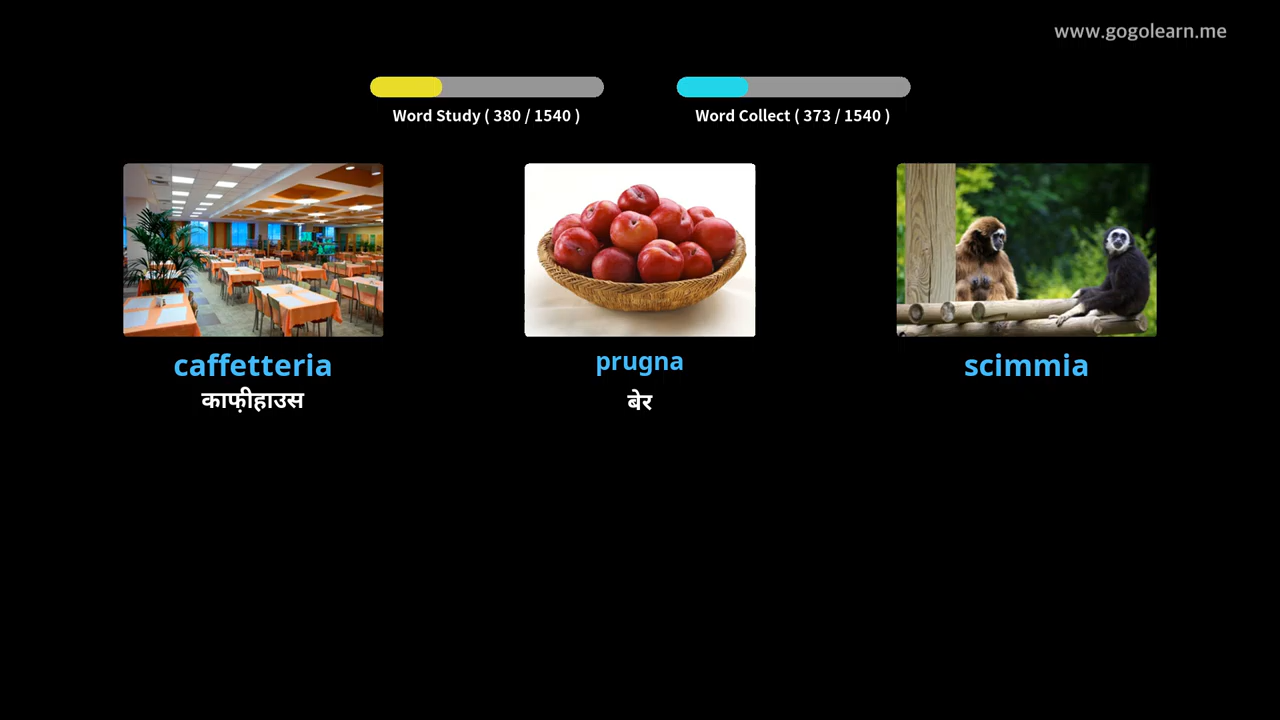 www.gogolearn.me
Word Study ( 380 / 1540 )
Word Collect ( 373 / 1540 )
caffetteria
काफ़ीहाउस
prugna
बेर
scimmia